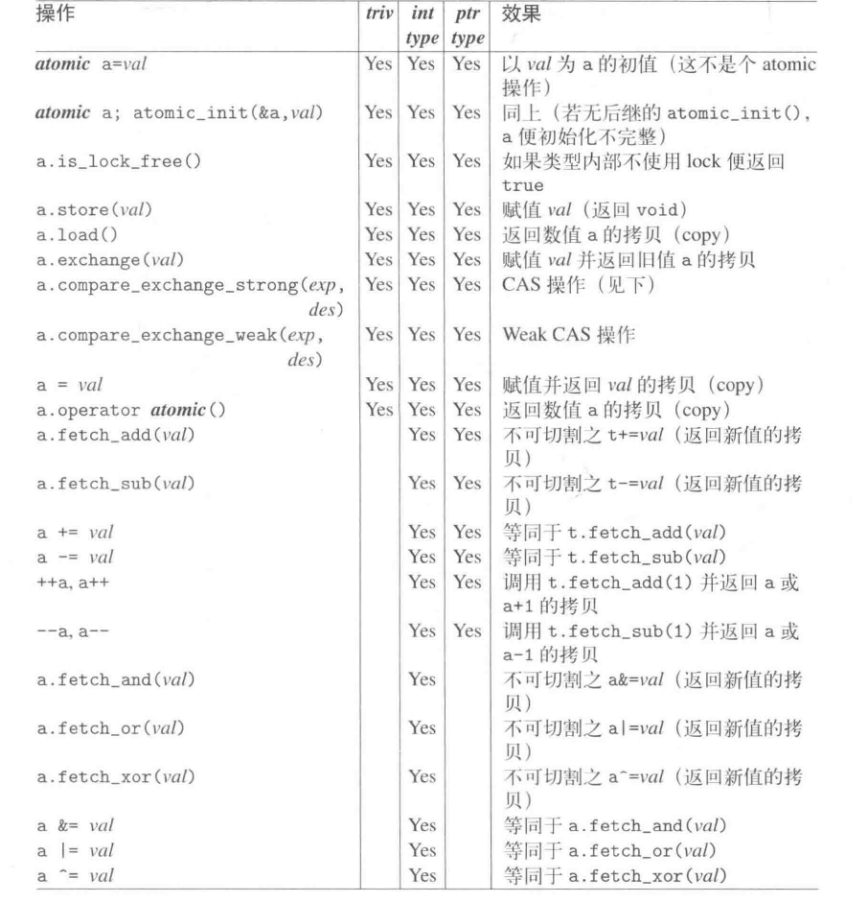 操作 triv int ptr 效果
type type
atomic a=val Yes Yes Yes 以 val 为 a 的初值（这不是个 atomic
操作）
atomic a; atomic_init(&a,val) Yes Yes Yes 同上（若无后继的 atomic_init(),
a 便初始化不完整）
a.is_lock_free() Yes Yes Yes 如果类型内部不使用 lock 便返回
true
a.store(val) Yes Yes Yes 赋值 val（返回 void）
a.load() Yes Yes Yes 返回数值 a 的拷贝（copy）
a.exchange(val) Yes Yes Yes 赋值 val 并返回旧值 a 的拷贝
a.compare_exchange_strong(exp, Yes Yes Yes CAS 操作（见下）
des)
a.compare_exchange_weak(exp, Yes Yes Yes Weak CAS 操作
des)
a = val Yes Yes Yes 赋值并返回 val 的拷贝（copy）
a.operator atomic() Yes Yes Yes 返回数值 a 的拷贝（copy）
a.fetch_add(val) Yes Yes 不可切割之 t+=val（返回新值的拷
贝）
a.fetch_sub(val) Yes Yes 不可切割之 t-=val（返回新值的拷
贝）
a += val Yes Yes 等同于 t.fetch_add(val)
a -= val Yes Yes 等同于 t.fetch_sub(val)
++a, a++ Yes Yes 调用 t.fetch_add(1) 并返回 a 或
a+1 的拷贝
--a, a-- Yes Yes 调用 t.fetch_sub(1) 并返回 a 或
a-1 的拷贝
a.fetch_and(val) Yes 不可切割之 a&=val（返回新值的拷
贝）
a.fetch_or(val) Yes 不可切割之 a|=val（返回新值的拷
贝）
a.fetch_xor(val) Yes 不可切割之 a^=val（返回新值的拷
贝）
a &= val Yes 等同于 a.fetch_and(val)
a |= val Yes 等同于 a.fetch_or(val)
a ^= val Yes 等同于 a.fetch_xor(val)